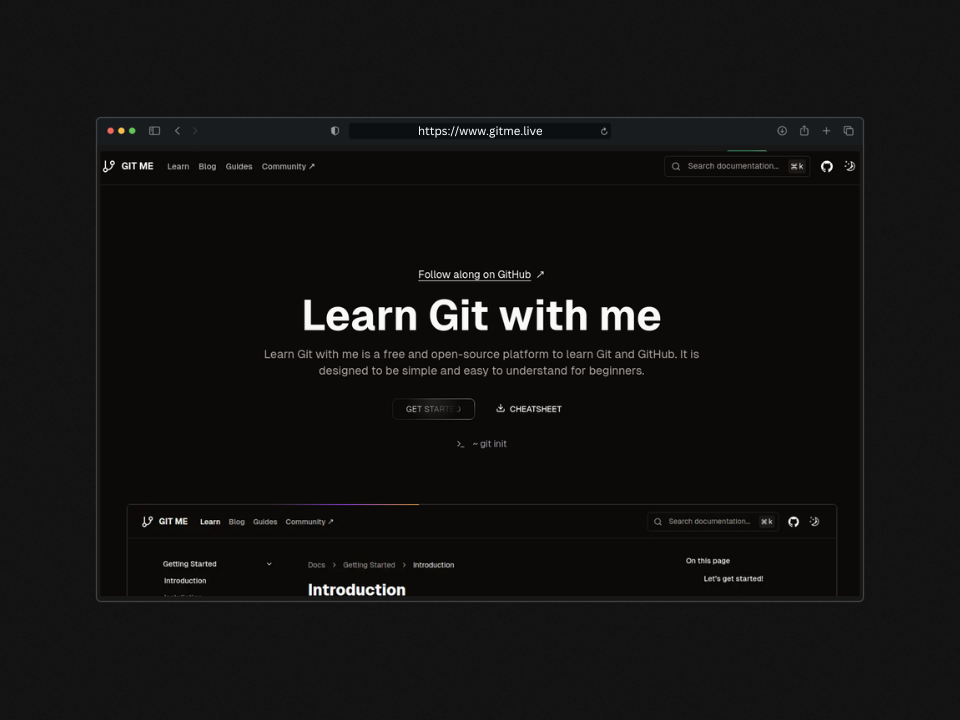 https://www.gitme.live
GIT ME Learn Blog Guides Community ↗ Search documentation... ⌘k
Follow along on GitHub ↗
Learn Git with me
Learn Git with me is a free and open-source platform to learn Git and GitHub. It is
designed to be simple and easy to understand for beginners.
GET STARTED CHEATSHEET
>_ ~ git init
GIT ME Learn Blog Guides Community ↗ Search documentation... ⌘k
Getting Started Docs > Getting Started > Introduction On this page
Introduction Introduction Let's get started!